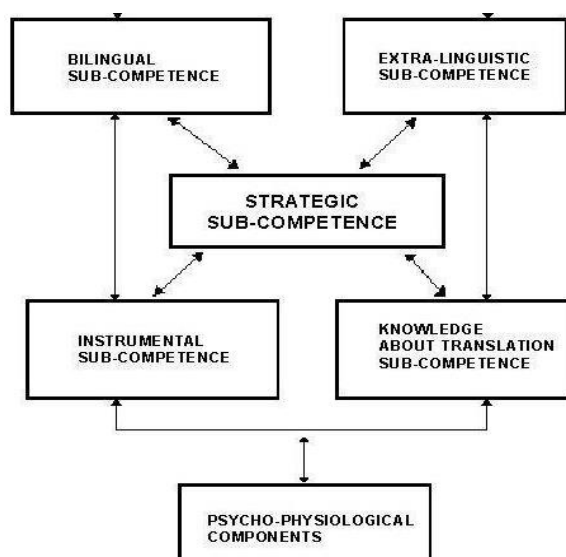 BILINGUAL
SUB-COMPETENCE
EXTRA-LINGUISTIC
SUB-COMPETENCE
STRATEGIC
SUB-COMPETENCE
INSTRUMENTAL
SUB-COMPETENCE
KNOWLEDGE
ABOUT TRANSLATION
SUB-COMPETENCE
PSYCHO-PHYSIOLOGICAL
COMPONENTS